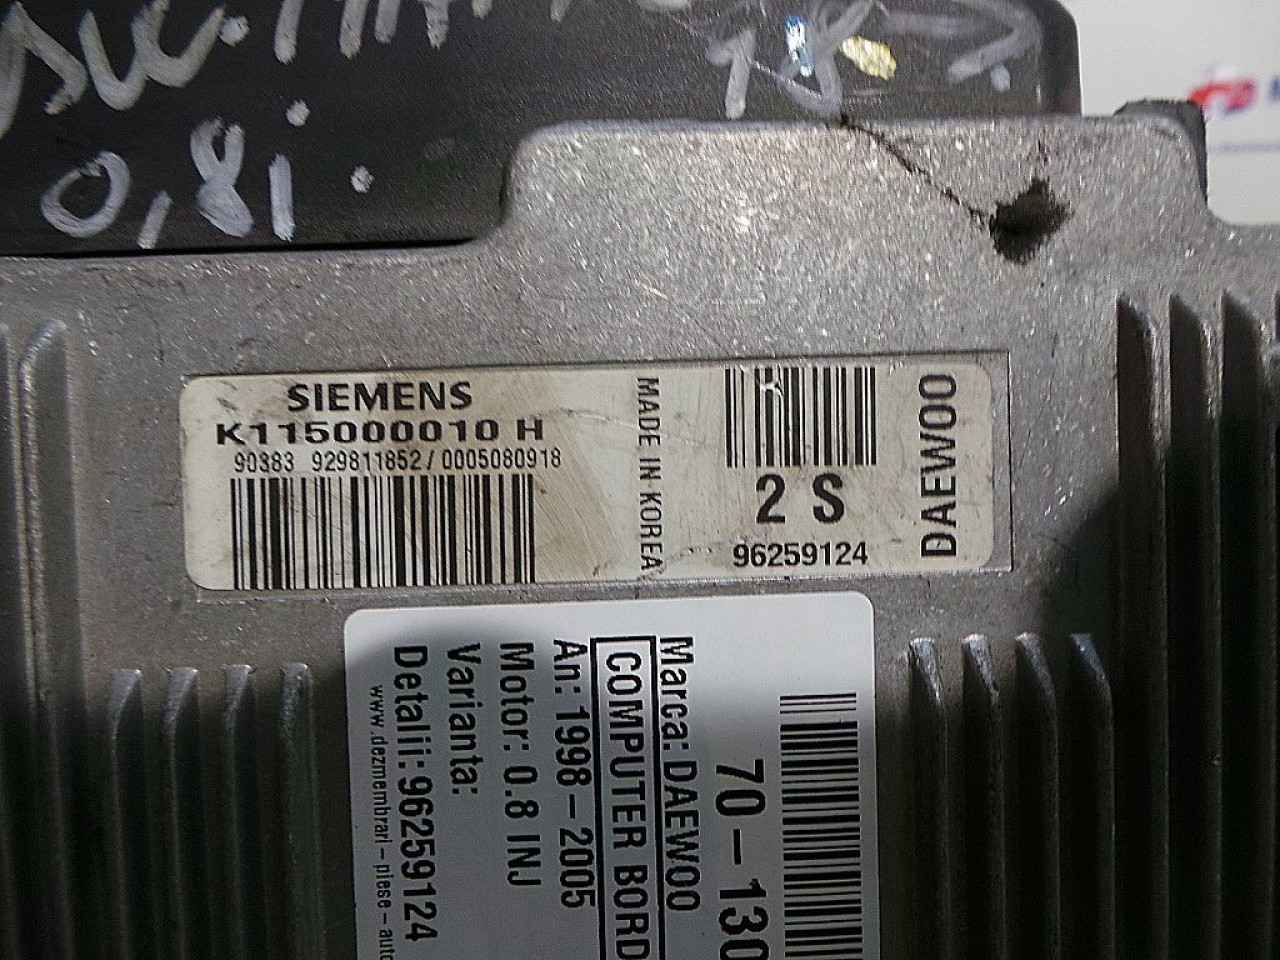 0,8i.
SIEMENS
K115000010 H
90383 929811852/0005080918
MADE IN KOREA
2 S
96259124
DAEWOO
70-130
Marca: DAEWOO
COMPUTER BORD
An: 1998-2005
Motor: 0.8 INJ
Varianta:
Detalii: 96259124
www.dezmembrari-piese-auto